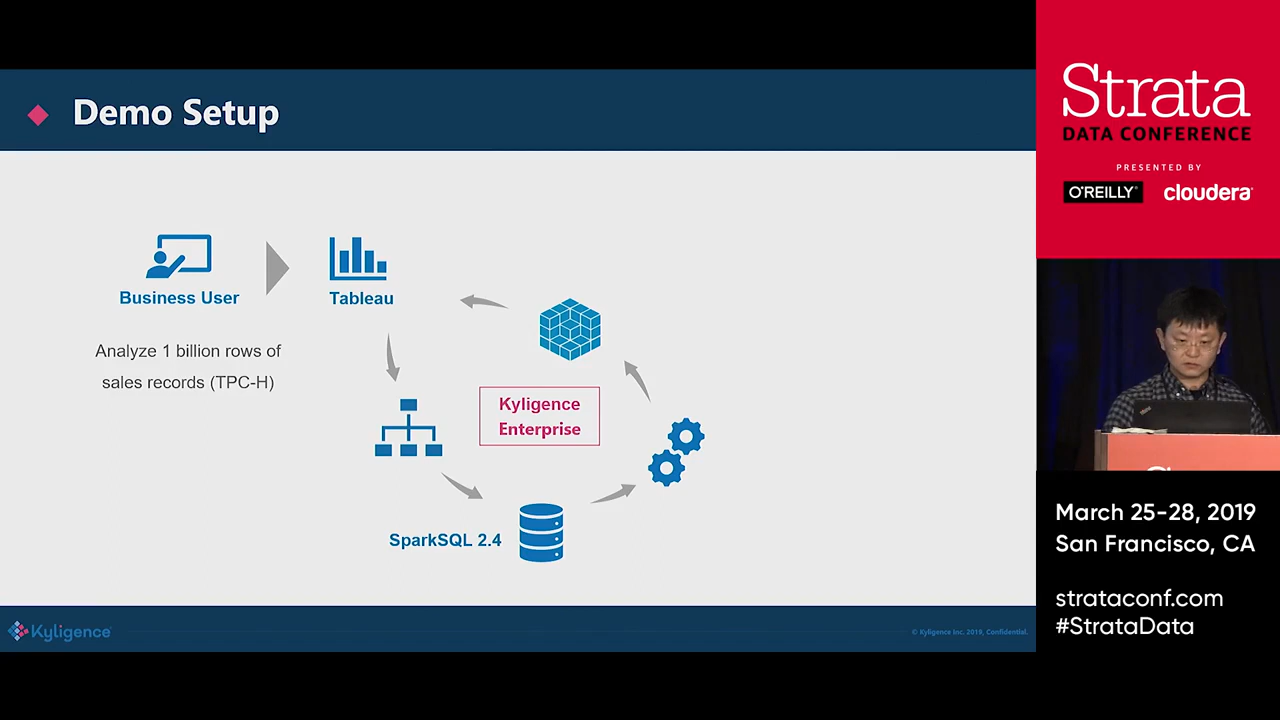 Demo Setup
Business User
Tableau
Analyze 1 billion rows of
sales records (TPC-H)
Kyligence
Enterprise
SparkSQL 2.4
Kyligence
© Kyligence Inc. 2019, Confidential.
Strata
DATA CONFERENCE
PRESENTED BY
O'REILLY®
cloudera®
March 25-28, 2019
San Francisco, CA
strataconf.com
#StrataData